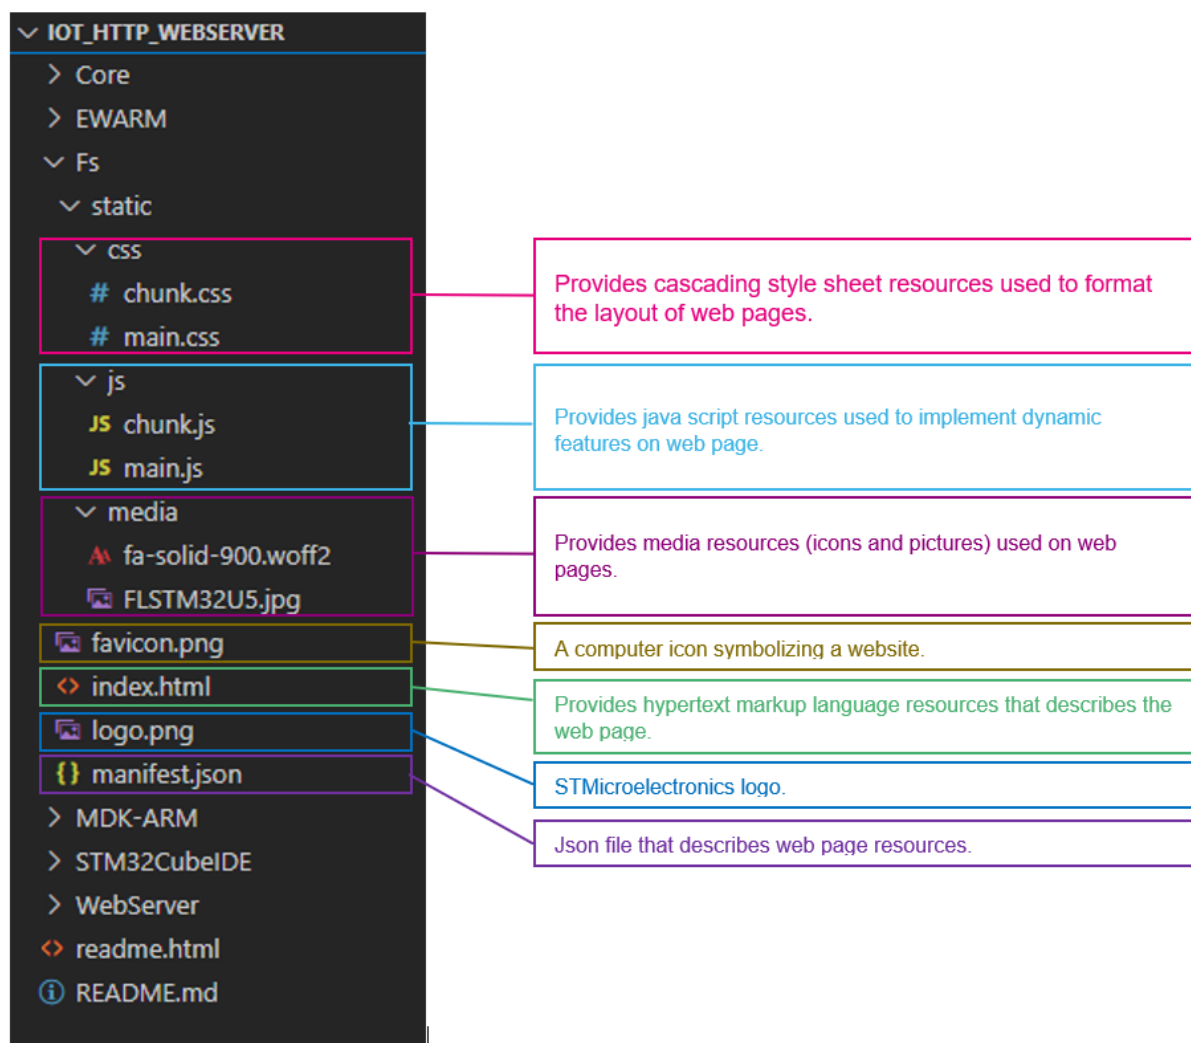 IOT_HTTP_WEBSERVER
Core
EWARM
Fs
static
css
# chunk.css
# main.css
js
JS chunk.js
JS main.js
media
fa-solid-900.woff2
FLSTM32U5.jpg
favicon.png
<> index.html
logo.png
{} manifest.json
MDK-ARM
STM32CubeIDE
WebServer
<> readme.html
README.md
Provides cascading style sheet resources used to format
the layout of web pages.
Provides java script resources used to implement dynamic
features on web page.
Provides media resources (icons and pictures) used on web
pages.
A computer icon symbolizing a website.
Provides hypertext markup language resources that describes the
web page.
STMicroelectronics logo.
Json file that describes web page resources.